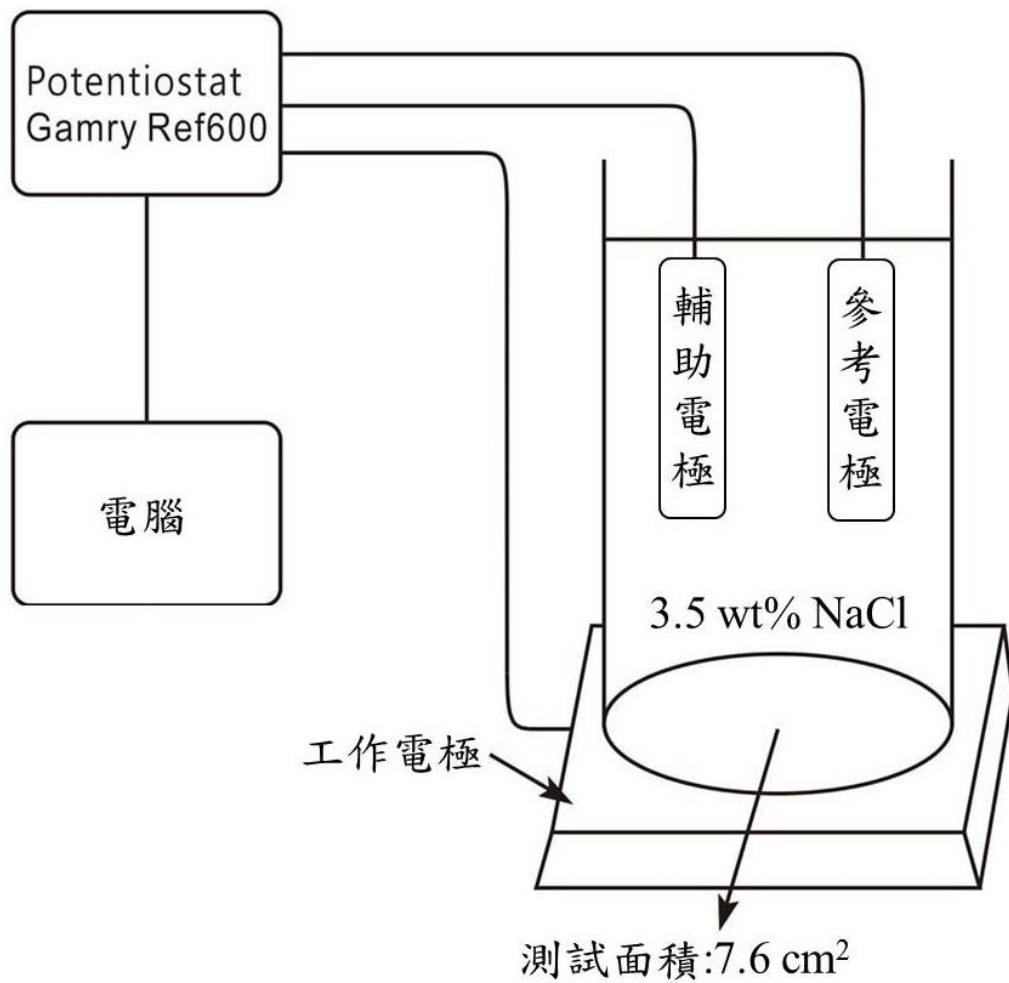 Potentiostat
Gamry Ref600
輔助電極
參考電極
電腦
3.5 wt% NaCl
工作電極
測試面積:7.6 cm²